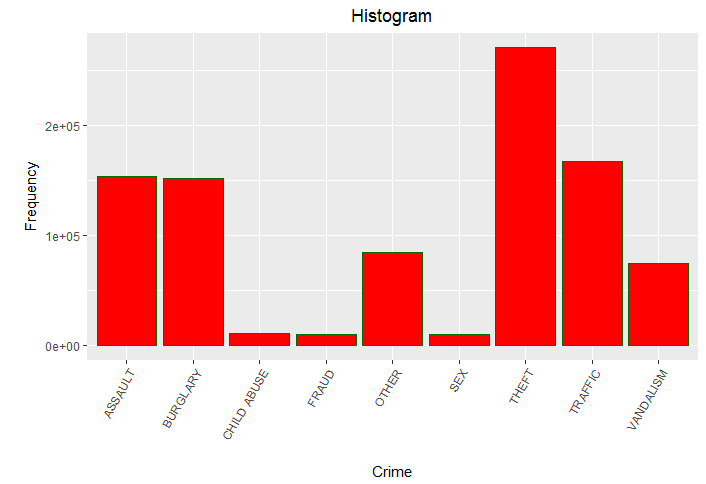 Histogram
Frequency
2e+05
1e+05
0e+00
ASSAULT
BURGLARY
CHILD ABUSE
FRAUD
OTHER
SEX
THEFT
TRAFFIC
VANDALISM
Crime